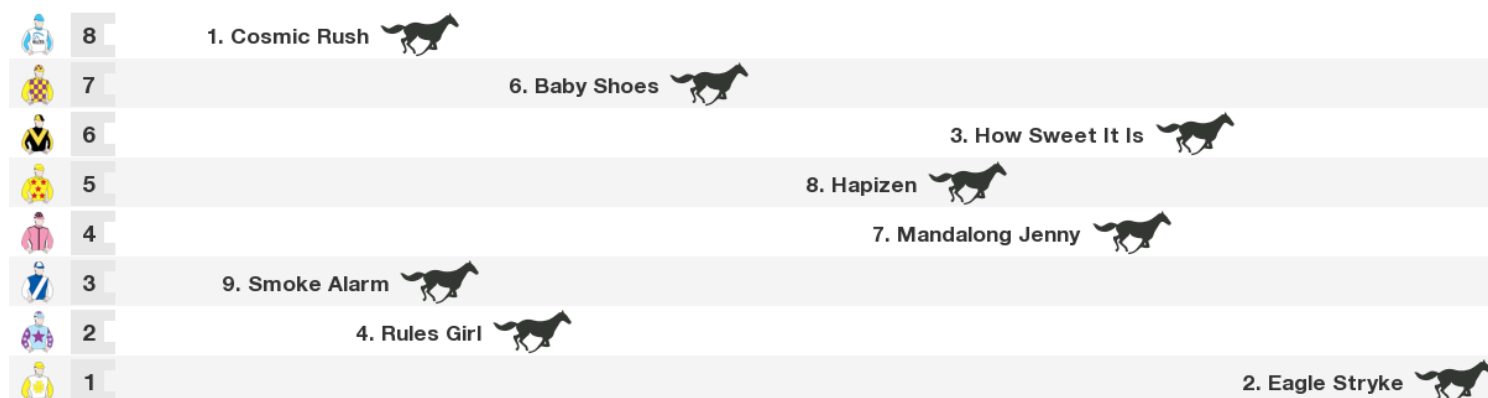 8 1. Cosmic Rush
7 6. Baby Shoes
6 3. How Sweet It Is
5 8. Hapizen
4 7. Mandalong Jenny
3 9. Smoke Alarm
2 4. Rules Girl
1 2. Eagle Stryke